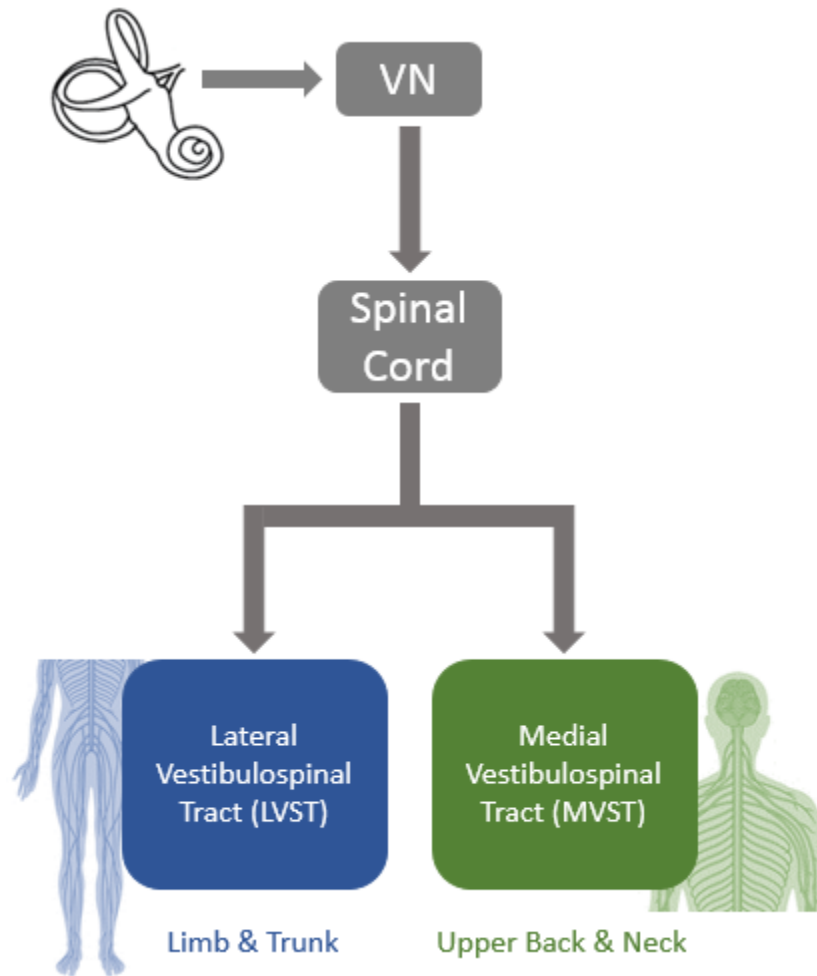 VN
Spinal
Cord
Lateral
Vestibulospinal
Tract (LVST)
Medial
Vestibulospinal
Tract (MVST)
Limb & Trunk
Upper Back & Neck